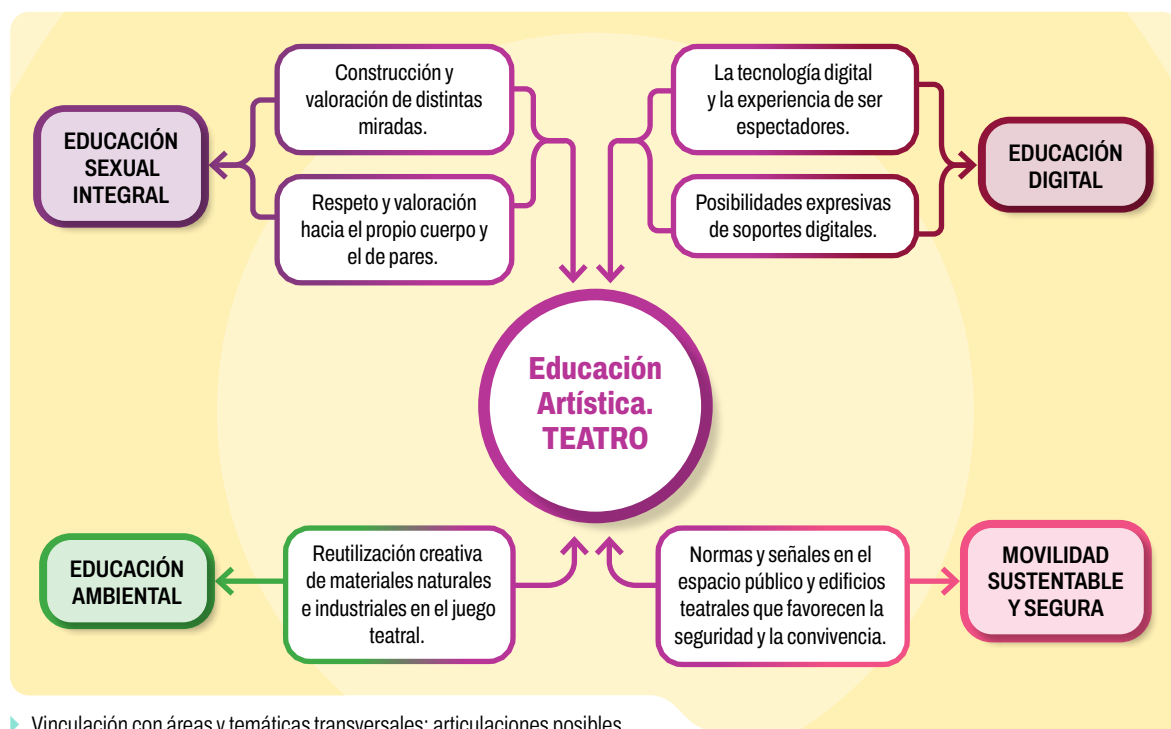 EDUCACIÓN
SEXUAL
INTEGRAL
Construcción y
valoración de distintas
miradas.
Respeto y valoración
hacia el propio cuerpo y
el de pares.
La tecnología digital
y la experiencia de ser
espectadores.
Posibilidades expresivas
de soportes digitales.
EDUCACIÓN
DIGITAL
Educación
Artística.
TEATRO
EDUCACIÓN
AMBIENTAL
Reutilización creativa
de materiales naturales
e industriales en el juego
teatral.
Normas y señales en el
espacio público y edificios
teatrales que favorecen la
seguridad y la convivencia.
MOVILIDAD
SUSTENTABLE
Y SEGURA
Vinculación con áreas y temáticas transversales: articulaciones posibles